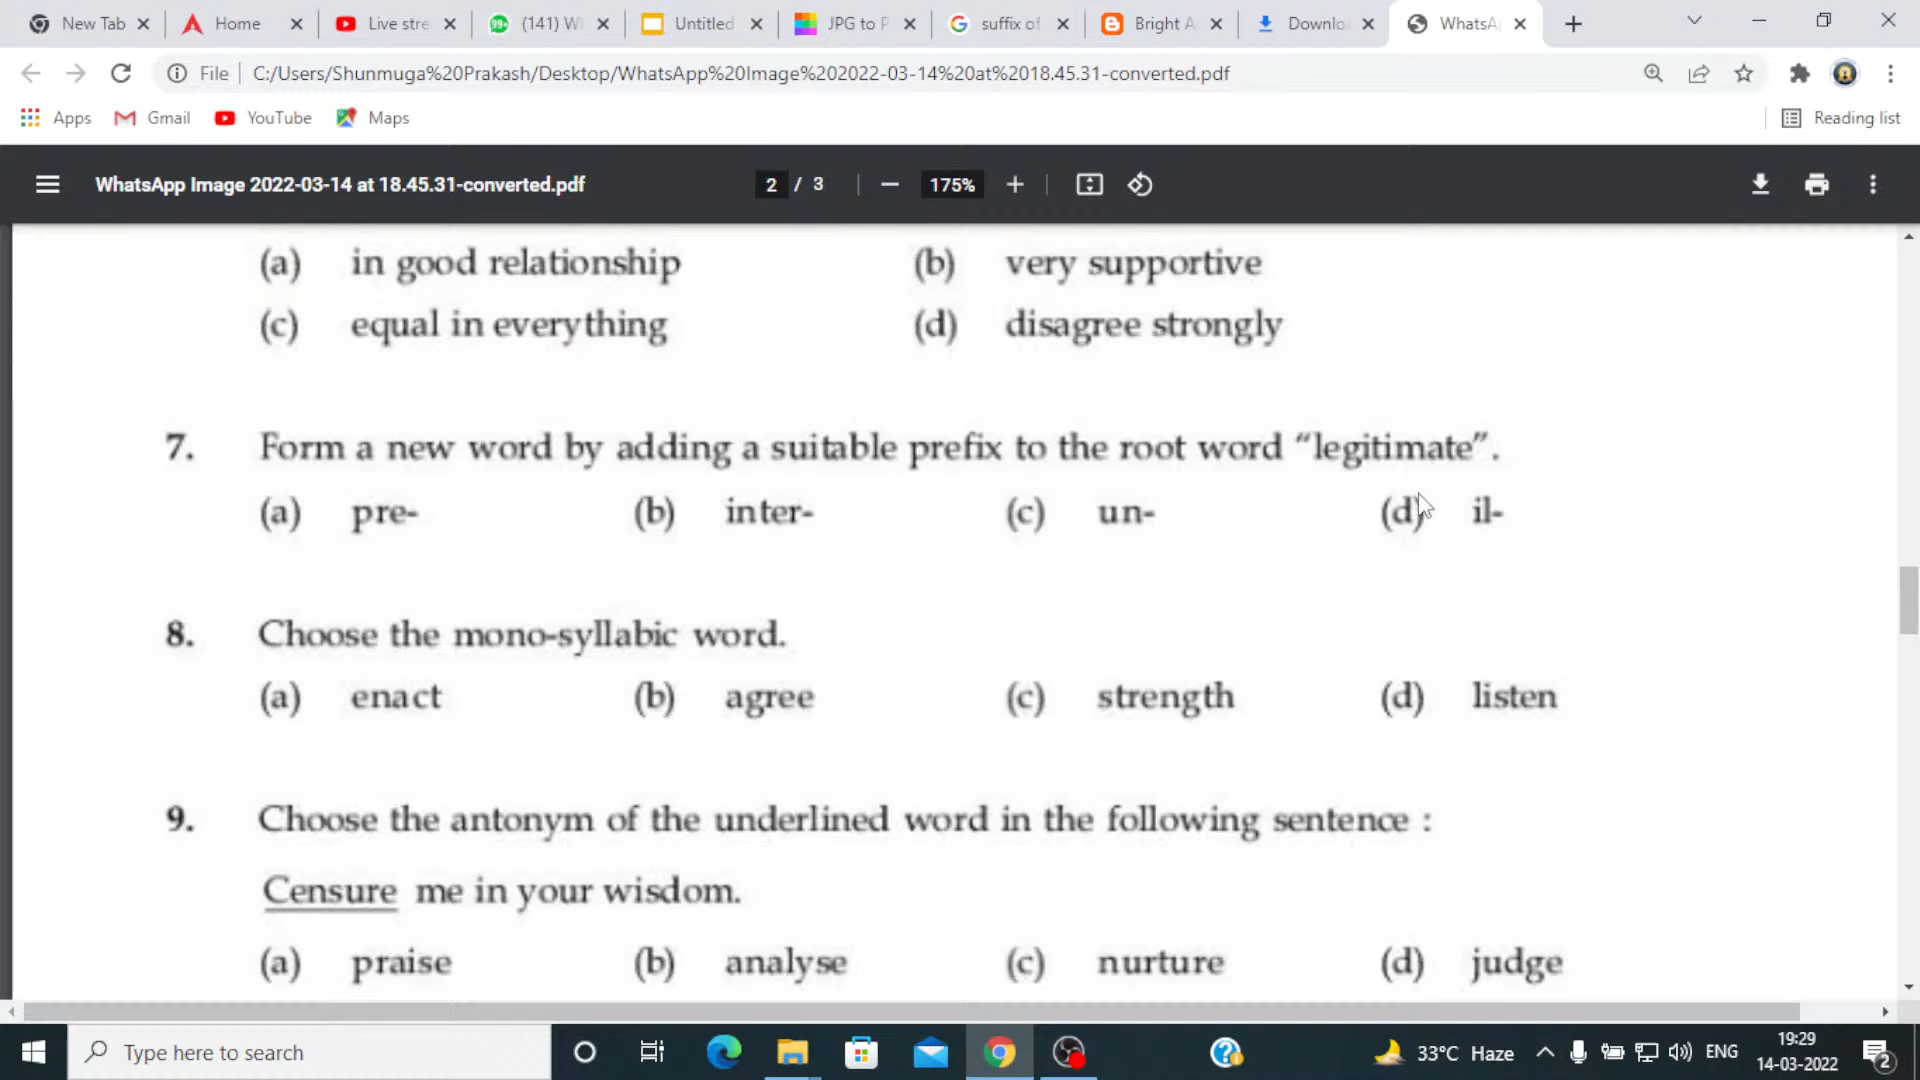 New Tab Home Live stre (141) W Untitled JPG to P suffix of Bright A Downlo WhatsA
File C:/Users/Shunmuga%20Prakash/Desktop/WhatsApp%20Image%202022-03-14%20at%2018.45.31-converted.pdf
Apps Gmail YouTube Maps Reading list
WhatsApp Image 2022-03-14 at 18.45.31-converted.pdf 2 / 3 175%
(a) in good relationship (b) very supportive
(c) equal in everything (d) disagree strongly
7. Form a new word by adding a suitable prefix to the root word “legitimate”.
(a) pre- (b) inter- (c) un- (d) il-
8. Choose the mono-syllabic word.
(a) enact (b) agree (c) strength (d) listen
9. Choose the antonym of the underlined word in the following sentence :
Censure me in your wisdom.
(a) praise (b) analyse (c) nurture (d) judge
Type here to search 33°C Haze ENG 19:29
14-03-2022 2